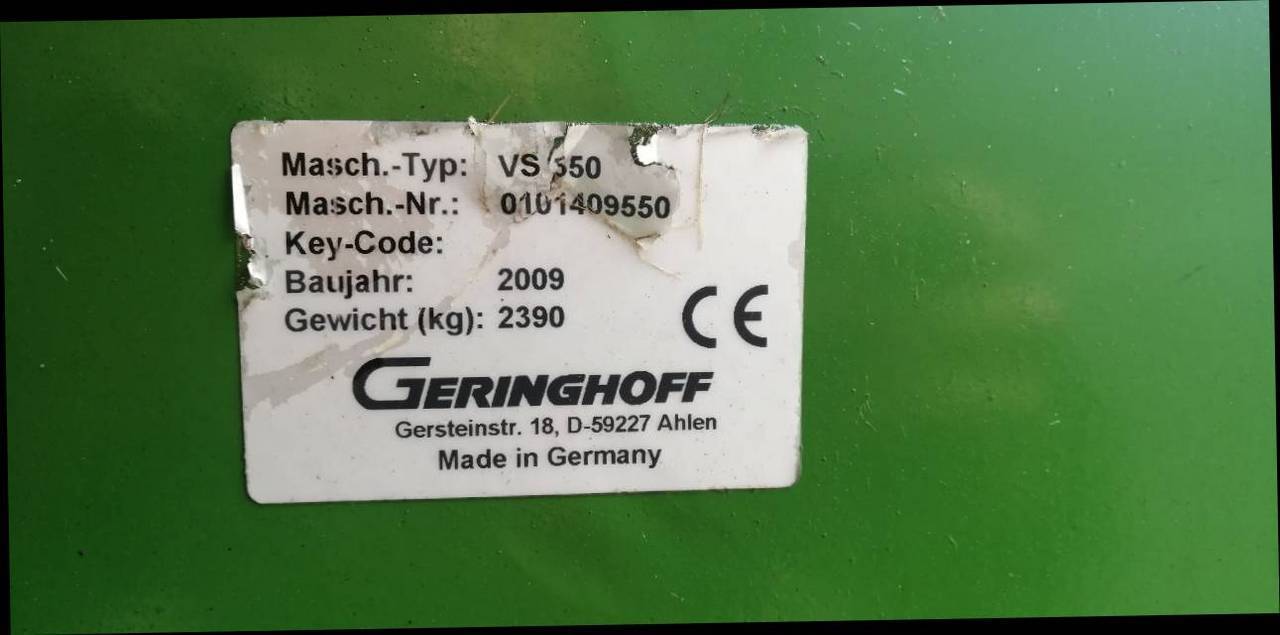 Masch.-Typ: VS
Masch.-Nr.: 0101409550
Key-Code:
Baujahr: 2009
Gewicht (kg): 2390
CE
GERINGHOFF
Gersteinstr. 18, D-59227 Ahlen
Made in Germany